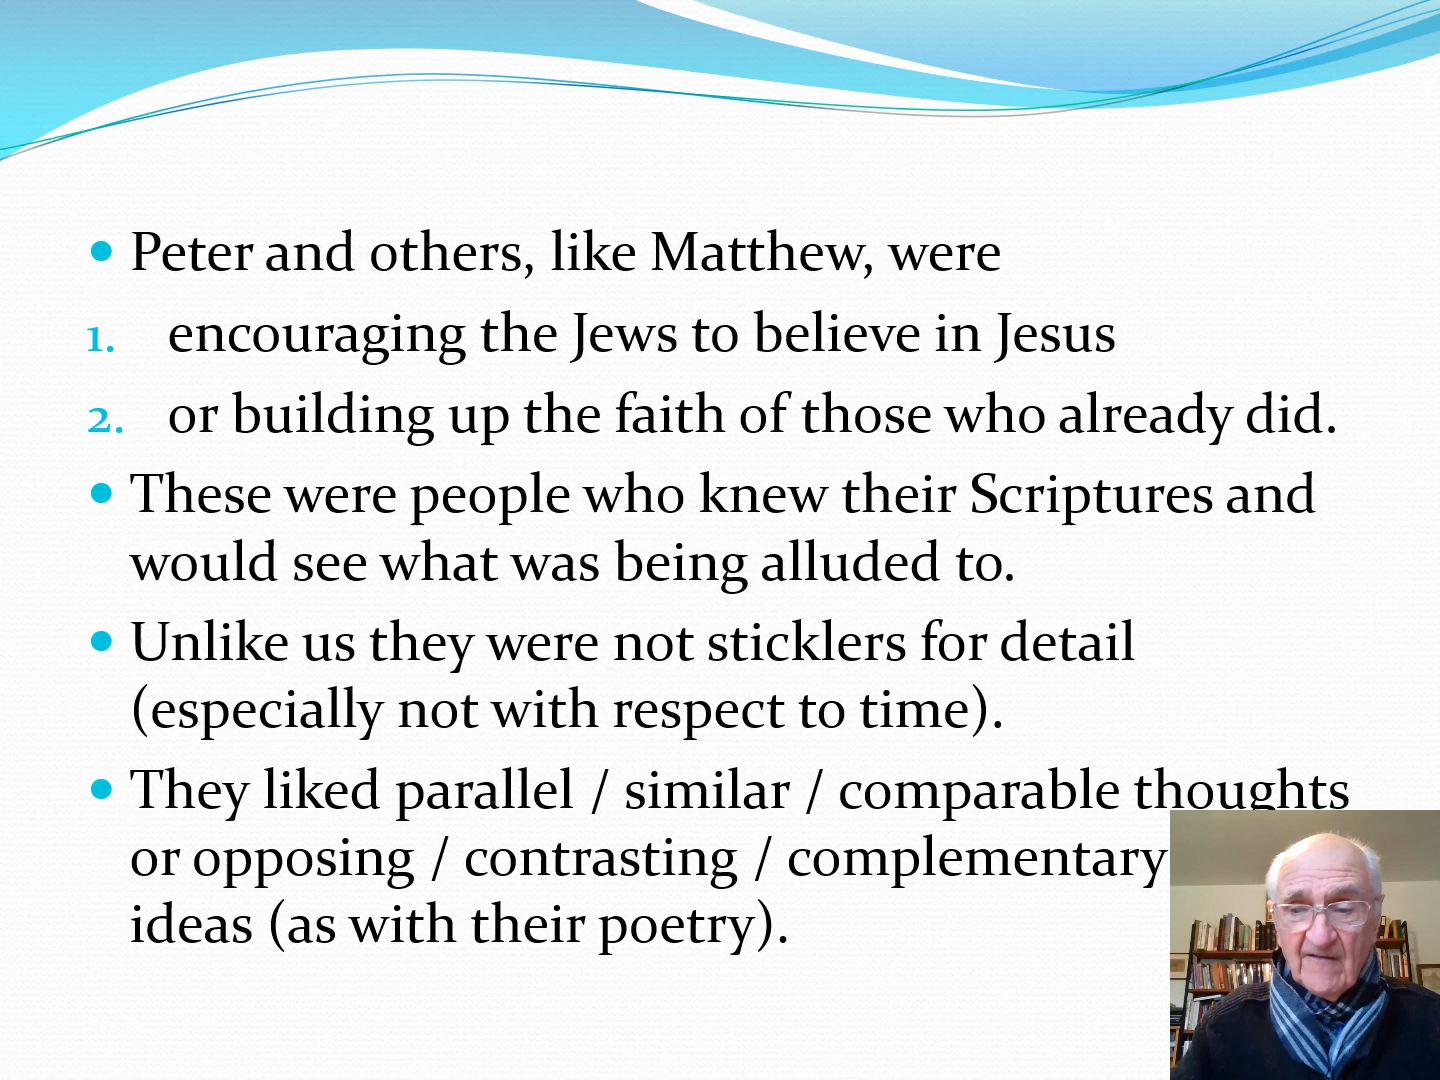 • Peter and others, like Matthew, were
1. encouraging the Jews to believe in Jesus
2. or building up the faith of those who already did.
• These were people who knew their Scriptures and
would see what was being alluded to.
• Unlike us they were not sticklers for detail
(especially not with respect to time).
• They liked parallel / similar / comparable thoughts
or opposing / contrasting / complementary
ideas (as with their poetry).